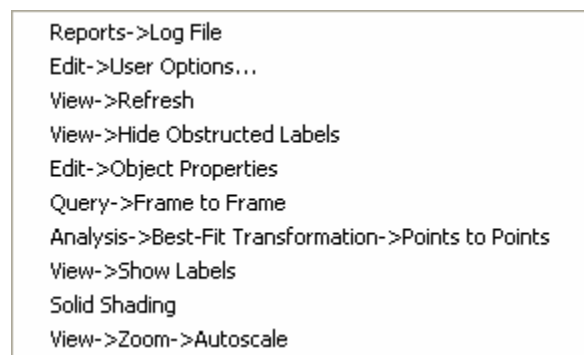 Reports->Log File
Edit->User Options...
View->Refresh
View->Hide Obstructed Labels
Edit->Object Properties
Query->Frame to Frame
Analysis->Best-Fit Transformation->Points to Points
View->Show Labels
Solid Shading
View->Zoom->Autoscale